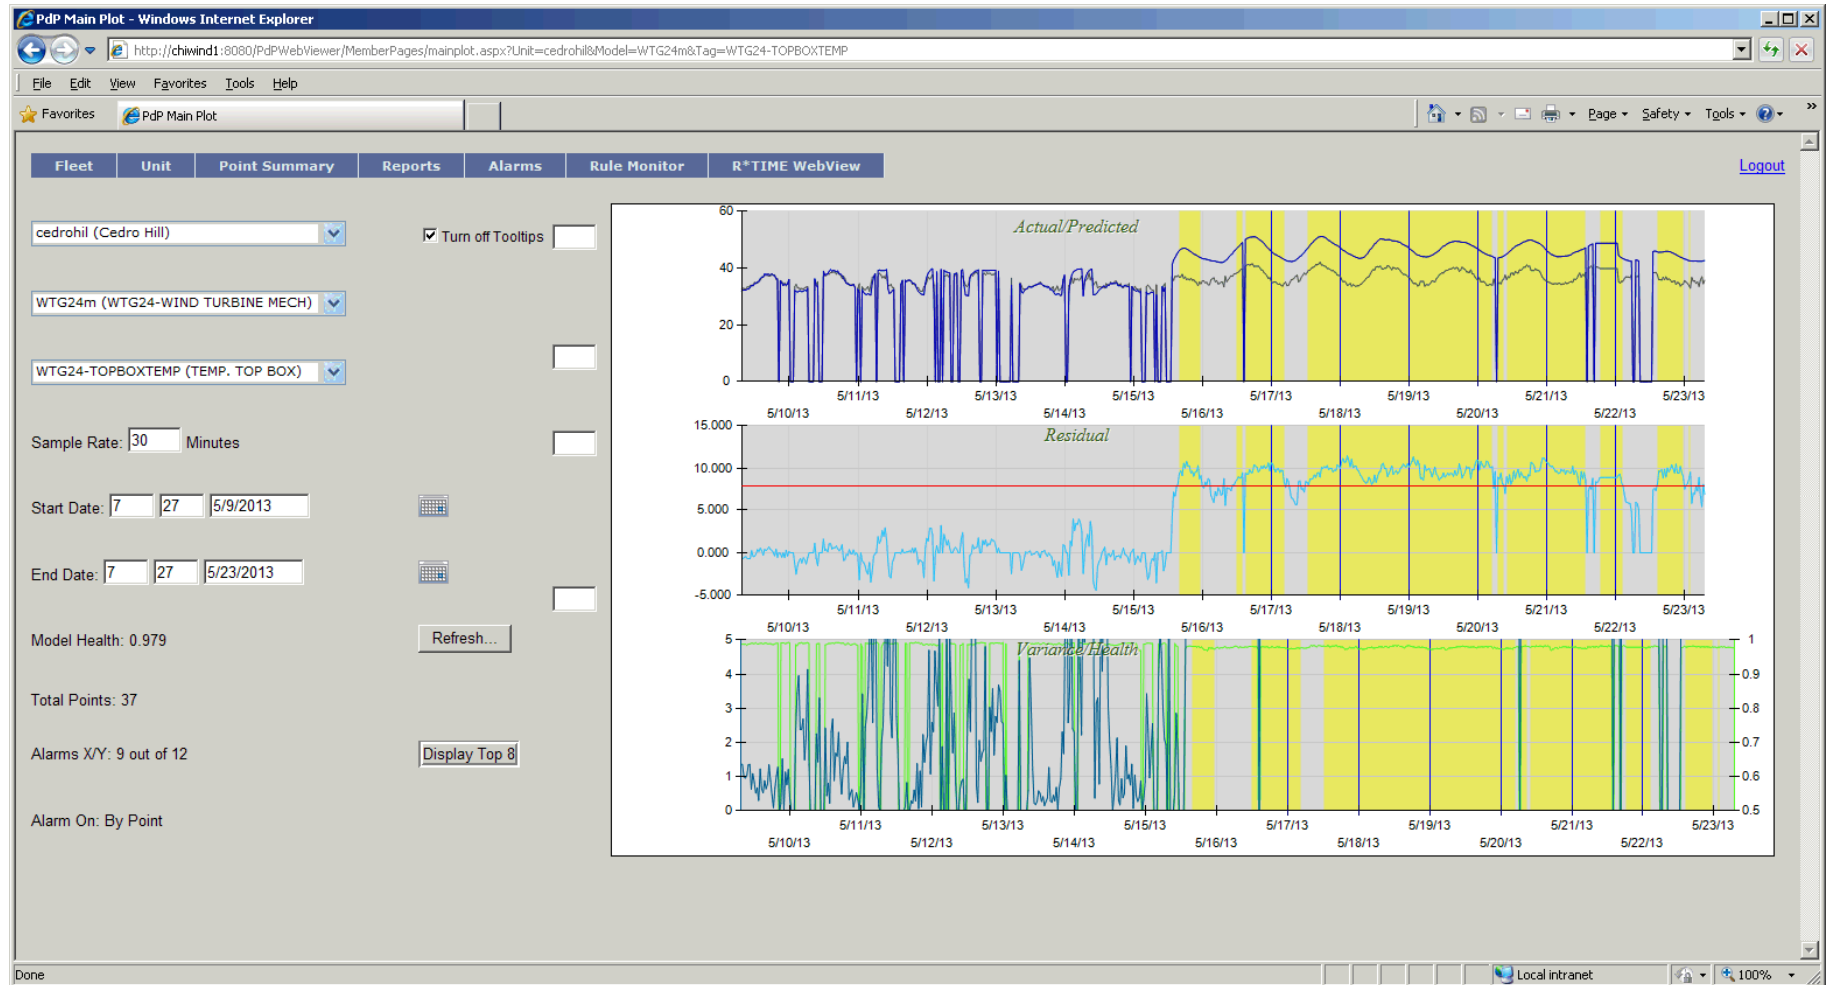 PdP Main Plot - Windows Internet Explorer
http://chiwind1:8080/PdPWebViewer/MemberPages/mainplot.aspx?Unit=cedrohil&Model=WTG24m&Tag=WTG24-TOPBOXTEMP
File Edit View Favorites Tools Help
Favorites PdP Main Plot Page Safety Tools
Fleet Unit Point Summary Reports Alarms Rule Monitor R*TIME WebView Logout
cedrohil (Cedro Hill)
Turn off Tooltips
WTG24m (WTG24-WIND TURBINE MECH)
WTG24-TOPBOXTEMP (TEMP. TOP BOX)
Sample Rate: 30 Minutes
Start Date: 7 27 5/9/2013
End Date: 7 27 5/23/2013
Model Health: 0.979
Refresh...
Total Points: 37
Alarms X/Y: 9 out of 12
Display Top 8
Alarm On: By Point
Actual/Predicted
60
40
20
0
5/11/13 5/13/13 5/15/13 5/17/13 5/19/13 5/21/13 5/23/13
5/10/13 5/12/13 5/14/13 5/16/13 5/18/13 5/20/13 5/22/13
Residual
15.000
10.000
5.000
0.000
-5.000
5/11/13 5/13/13 5/15/13 5/17/13 5/19/13 5/21/13 5/23/13
5/10/13 5/12/13 5/14/13 5/16/13 5/18/13 5/20/13 5/22/13
Variance/Health
5 1
4 0.9
3 0.8
2 0.7
1 0.6
0 0.5
5/11/13 5/13/13 5/15/13 5/17/13 5/19/13 5/21/13 5/23/13
5/10/13 5/12/13 5/14/13 5/16/13 5/18/13 5/20/13 5/22/13
Done Local intranet 100%